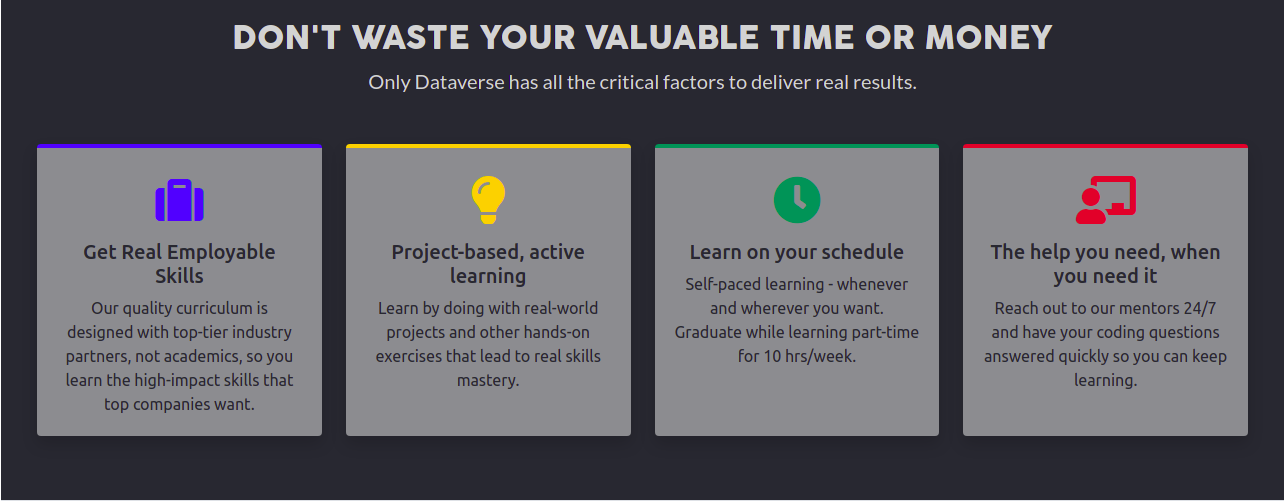 DON'T WASTE YOUR VALUABLE TIME OR MONEY
Only Dataverse has all the critical factors to deliver real results.
Get Real Employable
Skills
Our quality curriculum is
designed with top-tier industry
partners, not academics, so you
learn the high-impact skills that
top companies want.
Project-based, active
learning
Learn by doing with real-world
projects and other hands-on
exercises that lead to real skills
mastery.
Learn on your schedule
Self-paced learning - whenever
and wherever you want.
Graduate while learning part-time
for 10 hrs/week.
The help you need, when
you need it
Reach out to our mentors 24/7
and have your coding questions
answered quickly so you can keep
learning.